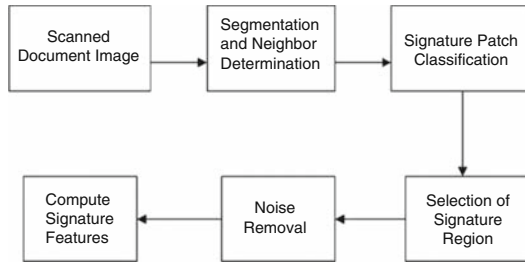 Scanned
Document Image
Segmentation
and Neighbor
Determination
Signature Patch
Classification
Selection of
Signature
Region
Noise
Removal
Compute
Signature
Features